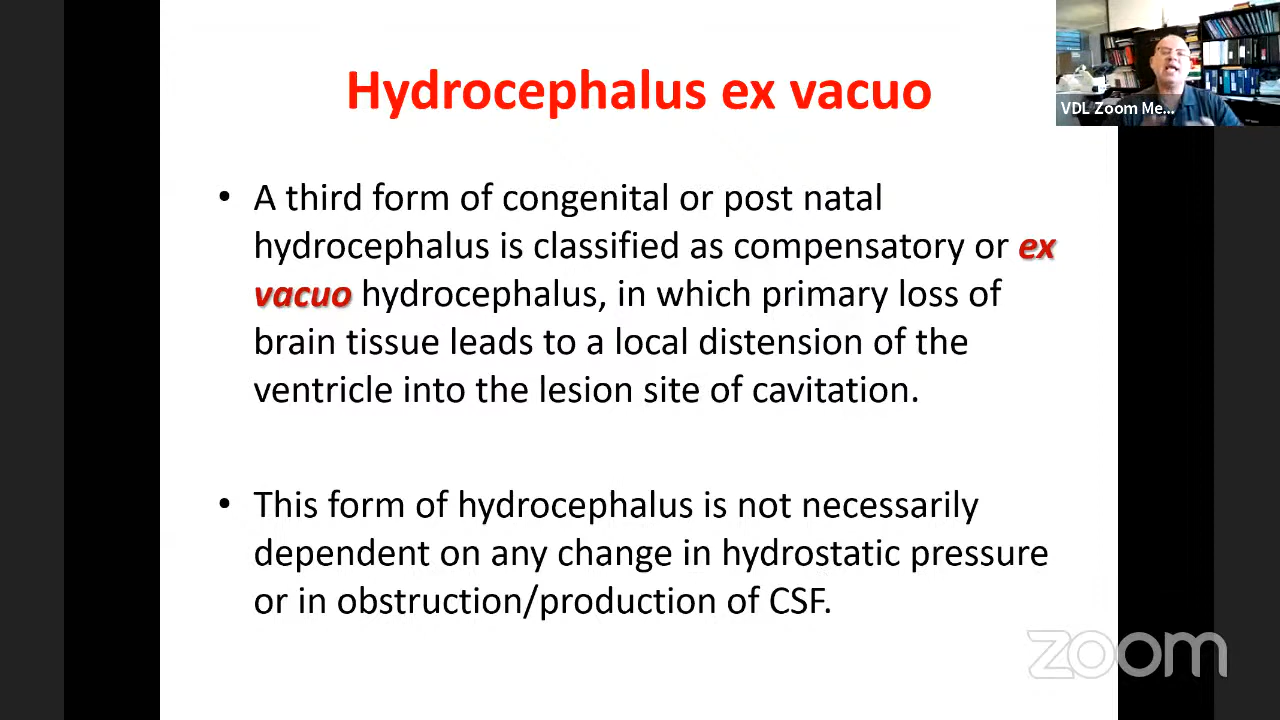 Hydrocephalus ex vacuo
VDL Zoom Me...
• A third form of congenital or post natal
hydrocephalus is classified as compensatory or ex
vacuo hydrocephalus, in which primary loss of
brain tissue leads to a local distension of the
ventricle into the lesion site of cavitation.
• This form of hydrocephalus is not necessarily
dependent on any change in hydrostatic pressure
or in obstruction/production of CSF.
zoom